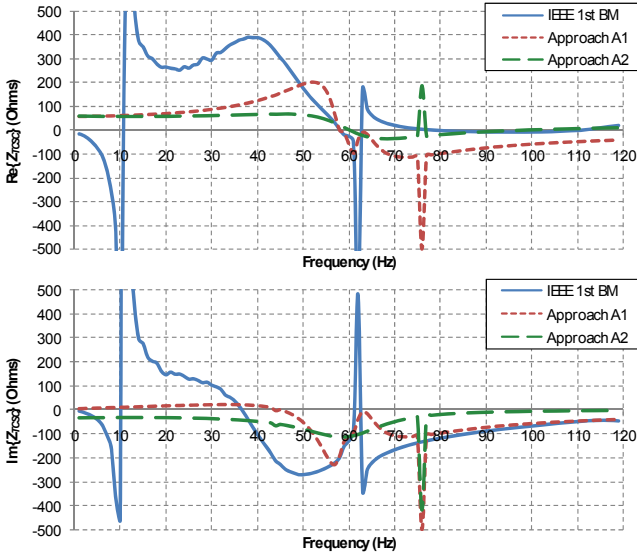 500
400
300
200
100
0
-100
-200
-300
-400
500
Re{Z_TCSC} (Ohms)
0 10 20 30 40 50 60 70 80 90 100 110 120
Frequency (Hz)
IEEE 1st BM
Approach A1
Approach A2
500
400
300
200
100
0
-100
-200
-300
-400
-500
Im{Z_TCSC} (Ohms)
0 10 20 30 40 50 60 70 80 90 100 110 120
Frequency (Hz)
IEEE 1st BM
Approach A1
Approach A2